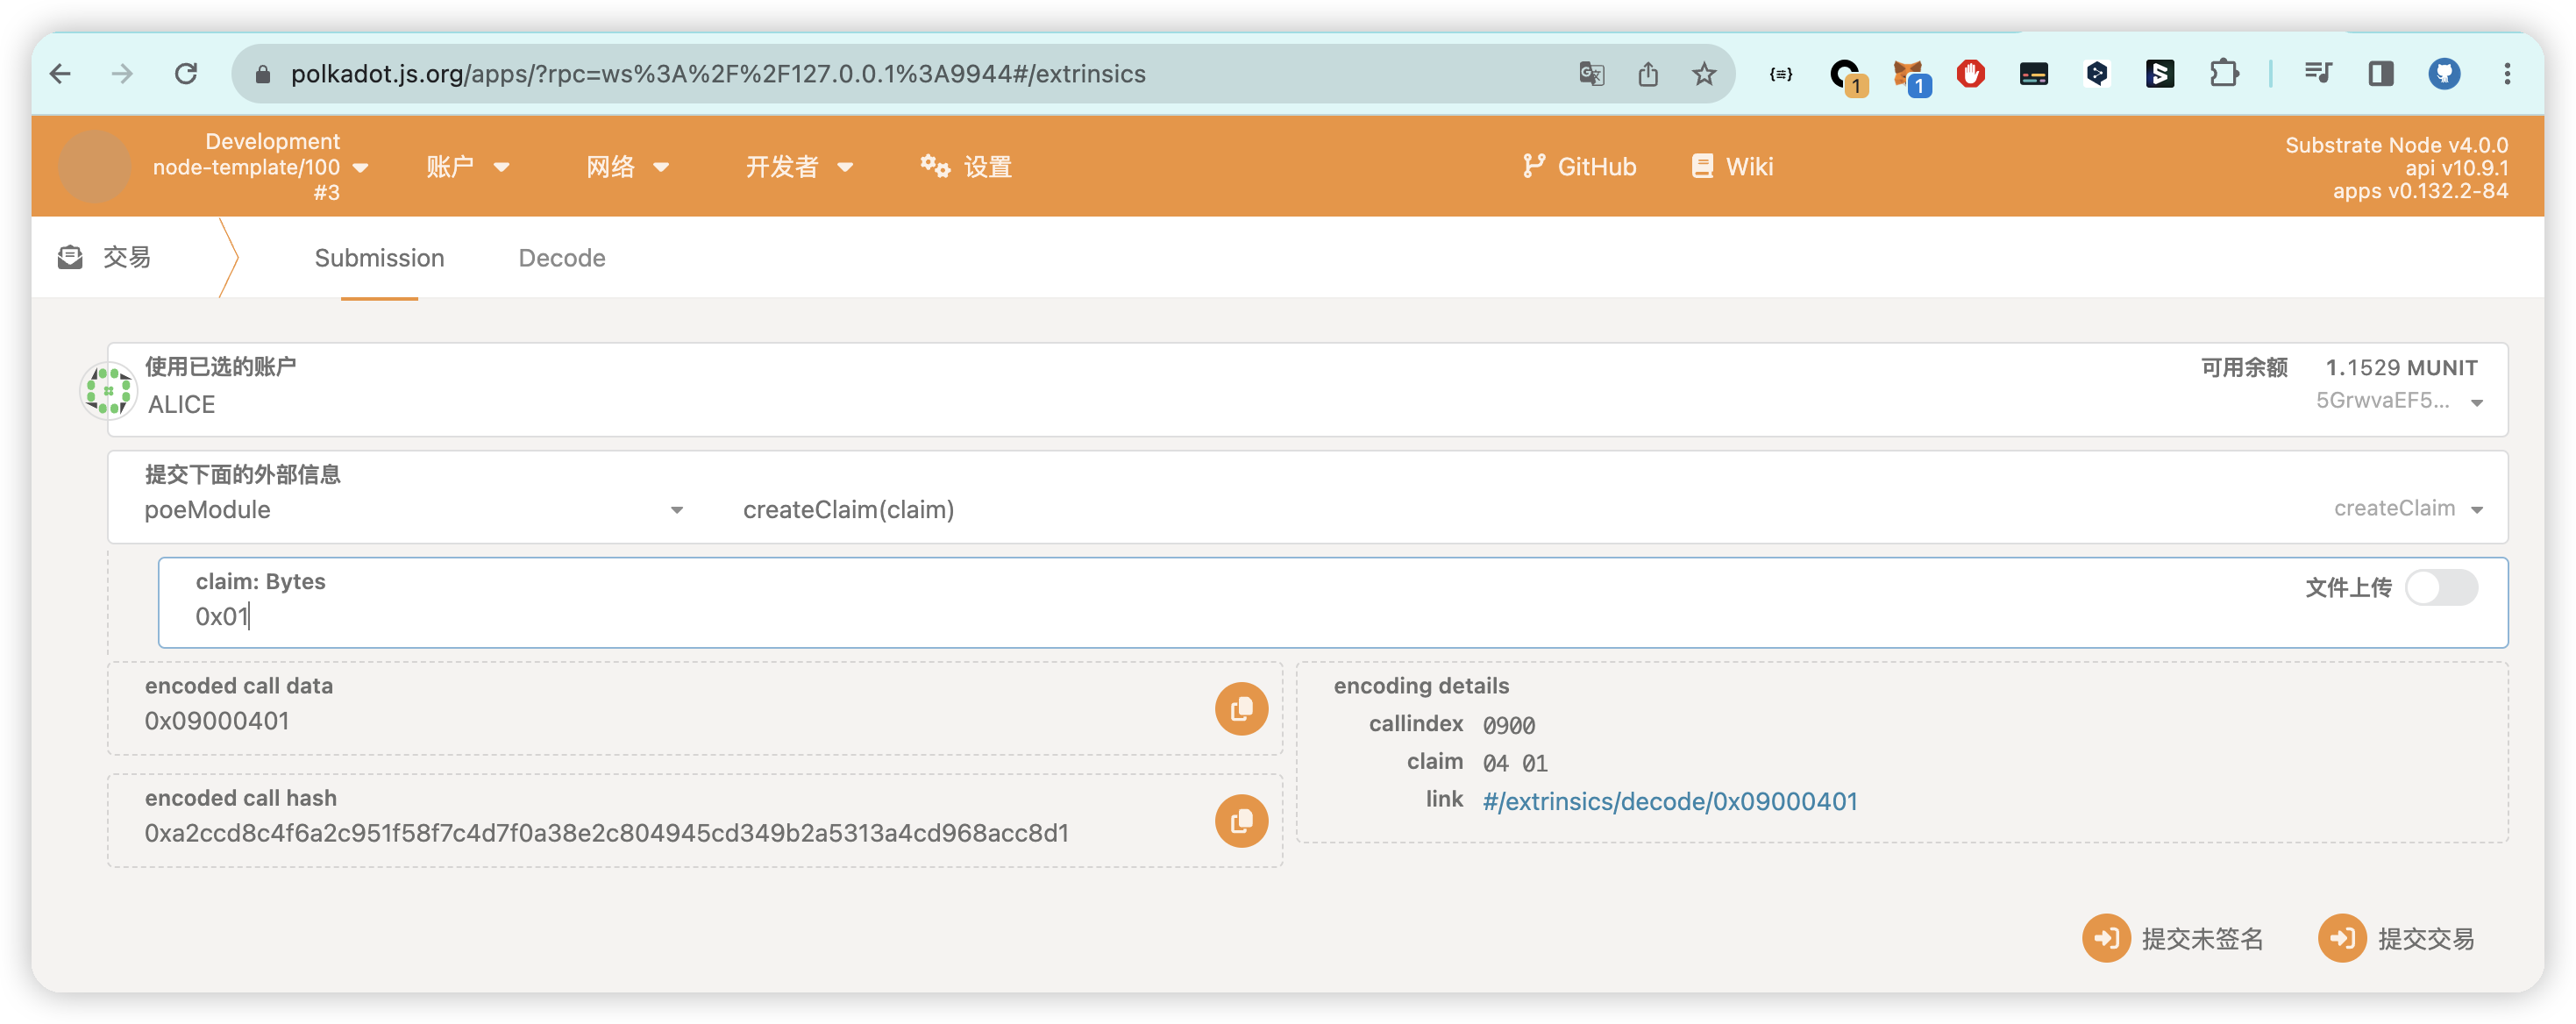 polkadot.js.org/apps/?rpc=ws%3A%2F%2F127.0.0.1%3A9944#/extrinsics
1
1
Development
node-template/100
#3
账户
网络
开发者
设置
GitHub
Wiki
Substrate Node v4.0.0
api v10.9.1
apps v0.132.2-84
交易
Submission
Decode
使用已选的账户
ALICE
可用余额 1.1529 MUNIT
5GrwvaEF5...
提交下面的外部信息
poeModule
createClaim(claim)
createClaim
claim: Bytes
0x01
文件上传
encoded call data
0x09000401
encoding details
callindex 0900
claim 04 01
link #/extrinsics/decode/0x09000401
encoded call hash
0xa2ccd8c4f6a2c951f58f7c4d7f0a38e2c804945cd349b2a5313a4cd968acc8d1
提交未签名
提交交易